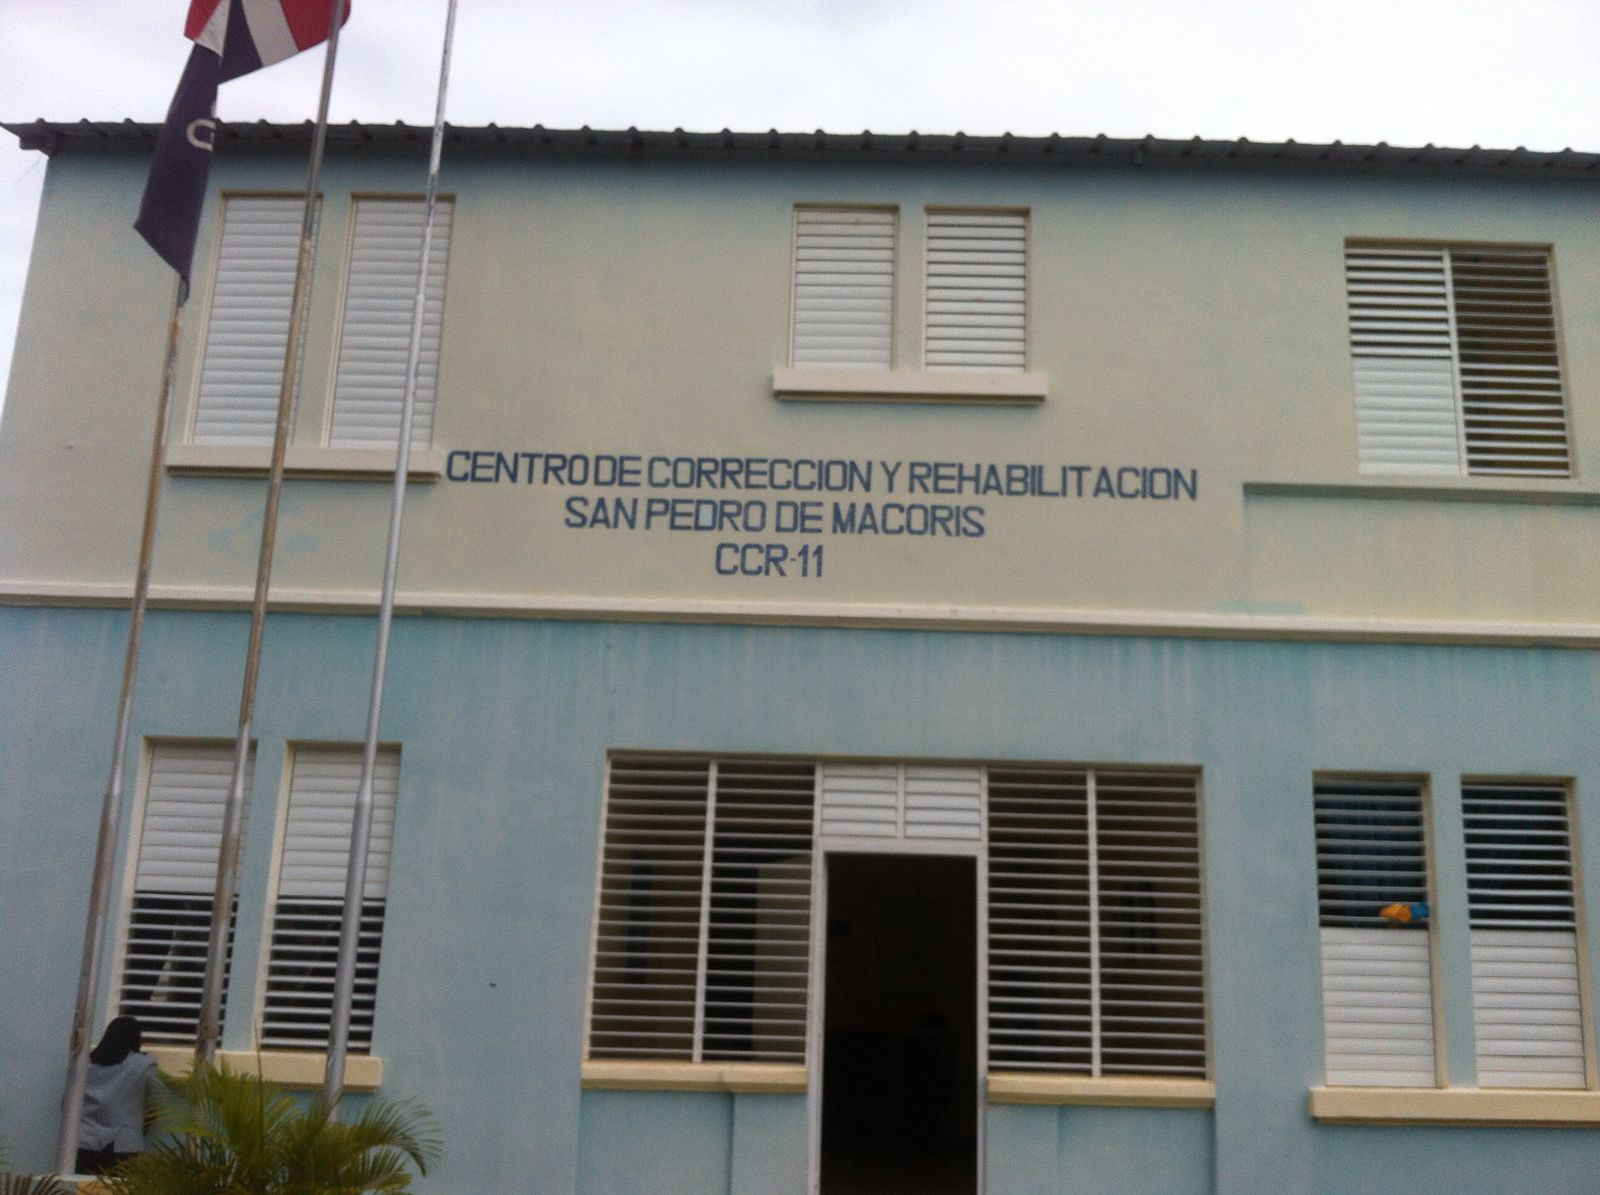 CENTRO DE CORRECCION Y REHABILITACION
SAN PEDRO DE MACORIS
CCR-11